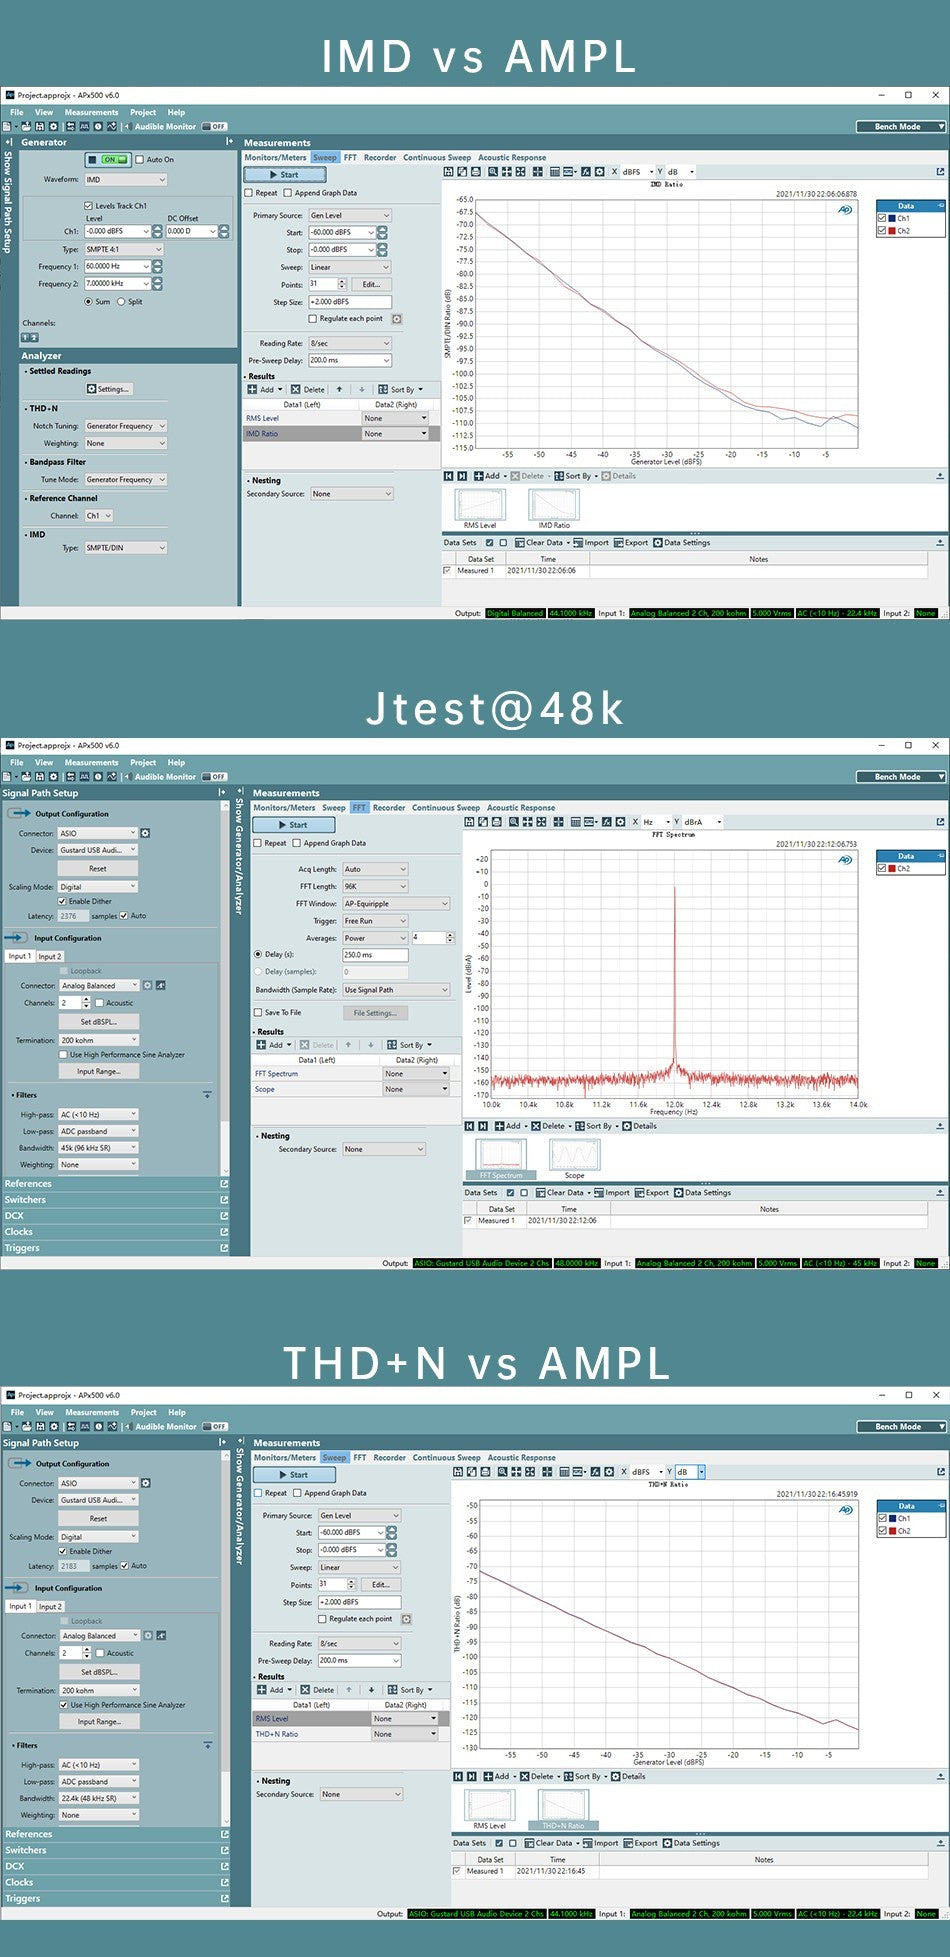 IMD vs AMPL
Project.approjx - APx500 v6.0
File View Measurements Project Help
Audible Monitor OFF
Bench Mode
Show Signal Path Setup
Generator
ON Auto On
Waveform: IMD
Levels Track Ch1
Level DC Offset
Ch1: -0.000 dBFS 0.000 D
Type: SMPTE 4:1
Frequency 1: 60.0000 Hz
Frequency 2: 7.00000 kHz
Sum Split
Channels:
1 2
Analyzer
Settled Readings
Settings...
THD+N
Notch Tuning: Generator Frequency
Weighting: None
Bandpass Filter
Tune Mode: Generator Frequency
Reference Channel
Channel: Ch1
IMD
Type: SMPTE/DIN
Measurements
Monitors/Meters Sweep FFT Recorder Continuous Sweep Acoustic Response
Start
Repeat Append Graph Data
Primary Source: Gen Level
Start: -60.000 dBFS
Stop: -0.000 dBFS
Sweep: Linear
Points: 31 Edit...
Step Size: +2.000 dBFS
Regulate each point
Reading Rate: 8/sec
Pre-Sweep Delay: 200.0 ms
Results
Add Delete Sort By
Data1 (Left) Data2 (Right)
RMS Level None
IMD Ratio None
Nesting
Secondary Source: None
X dBFS Y dB
IMD Ratio
2021/11/30 22:06:06.878
SMPTE/DIN Ratio (dB)
-65.0
-67.5
-70.0
-72.5
-75.0
-77.5
-80.0
-82.5
-85.0
-87.5
-90.0
-92.5
-95.0
-97.5
-100.0
-102.5
-105.0
-107.5
-110.0
-112.5
-115.0
-55 -50 -45 -40 -35 -30 -25 -20 -15 -10 -5
Generator Level (dBFS)
Data
Ch1
Ch2
Add Delete Sort By Details
RMS Level IMD Ratio
Data Sets Clear Data Import Export Data Settings
Data Set Time Notes
Measured 1 2021/11/30 22:06:06
Output: Digital Balanced 44.1000 kHz Input 1: Analog Balanced 2 Ch, 200 kohm 5.000 Vrms AC (<10 Hz) - 22.4 kHz Input 2: None
Jtest@48k
Project.approjx - APx500 v6.0
File View Measurements Project Help
Audible Monitor OFF
Bench Mode
Signal Path Setup
Output Configuration
Connector: ASIO
Device: Gustard USB Audi...
Reset
Scaling Mode: Digital
Enable Dither
Latency: 2376 samples Auto
Input Configuration
Input 1 Input 2
Loopback
Connector: Analog Balanced
Channels: 2 Acoustic
Set dBSPL...
Termination: 200 kohm
Use High Performance Sine Analyzer
Input Range...
Filters
High-pass: AC (<10 Hz)
Low-pass: ADC passband
Bandwidth: 45k (96 kHz SR)
Weighting: None
References
Switchers
DCX
Clocks
Triggers
Show Generator/Analyzer
Measurements
Monitors/Meters Sweep FFT Recorder Continuous Sweep Acoustic Response
Start
Repeat Append Graph Data
Acq Length: Auto
FFT Length: 96K
FFT Window: AP-Equiripple
Trigger: Free Run
Averages: Power 4
Delay (s): 250.0 ms
Delay (samples): 0
Bandwidth (Sample Rate): Use Signal Path
Save To File File Settings...
Results
Add Delete Sort By
Data1 (Left) Data2 (Right)
FFT Spectrum None
Scope None
Nesting
Secondary Source: None
X Hz Y dBrA
FFT Spectrum
2021/11/30 22:12:06.753
Level (dBrA)
+20
+10
0
-10
-20
-30
-40
-50
-60
-70
-80
-90
-100
-110
-120
-130
-140
-150
-160
-170
10.0k 10.4k 10.8k 11.2k 11.6k 12.0k 12.4k 12.8k 13.2k 13.6k 14.0k
Frequency (Hz)
Data
Ch2
Add Delete Sort By Details
FFT Spectrum Scope
Data Sets Clear Data Import Export Data Settings
Data Set Time Notes
Measured 1 2021/11/30 22:12:06
Output: ASIO: Gustard USB Audio Device 2 Chs 48.0000 kHz Input 1: Analog Balanced 2 Ch, 200 kohm 5.000 Vrms AC (<10 Hz) - 45 kHz Input 2: None
THD+N vs AMPL
Project.approjx - APx500 v6.0
File View Measurements Project Help
Audible Monitor OFF
Bench Mode
Signal Path Setup
Output Configuration
Connector: ASIO
Device: Gustard USB Audi...
Reset
Scaling Mode: Digital
Enable Dither
Latency: 2183 samples Auto
Input Configuration
Input 1 Input 2
Loopback
Connector: Analog Balanced
Channels: 2 Acoustic
Set dBSPL...
Termination: 200 kohm
Use High Performance Sine Analyzer
Input Range...
Filters
High-pass: AC (<10 Hz)
Low-pass: ADC passband
Bandwidth: 22.4k (48 kHz SR)
Weighting: None
References
Switchers
DCX
Clocks
Triggers
Show Generator/Analyzer
Measurements
Monitors/Meters Sweep FFT Recorder Continuous Sweep Acoustic Response
Start
Repeat Append Graph Data
Primary Source: Gen Level
Start: -60.000 dBFS
Stop: -0.000 dBFS
Sweep: Linear
Points: 31 Edit...
Step Size: +2.000 dBFS
Regulate each point
Reading Rate: 8/sec
Pre-Sweep Delay: 200.0 ms
Results
Add Delete Sort By
Data1 (Left) Data2 (Right)
RMS Level None
THD+N Ratio None
Nesting
Secondary Source: None
X dBFS Y dB
THD+N Ratio
2021/11/30 22:16:45.919
THD+N Ratio (dB)
-50
-55
-60
-65
-70
-75
-80
-85
-90
-95
-100
-105
-110
-115
-120
-125
-130
-55 -50 -45 -40 -35 -30 -25 -20 -15 -10 -5
Generator Level (dBFS)
Data
Ch1
Ch2
Add Delete Sort By Details
RMS Level THD+N Ratio
Data Sets Clear Data Import Export Data Settings
Data Set Time Notes
Measured 1 2021/11/30 22:16:45
Output: ASIO: Gustard USB Audio Device 2 Chs 44.1000 kHz Input 1: Analog Balanced 2 Ch, 200 kohm 5.000 Vrms AC (<10 Hz) - 22.4 kHz Input 2: None